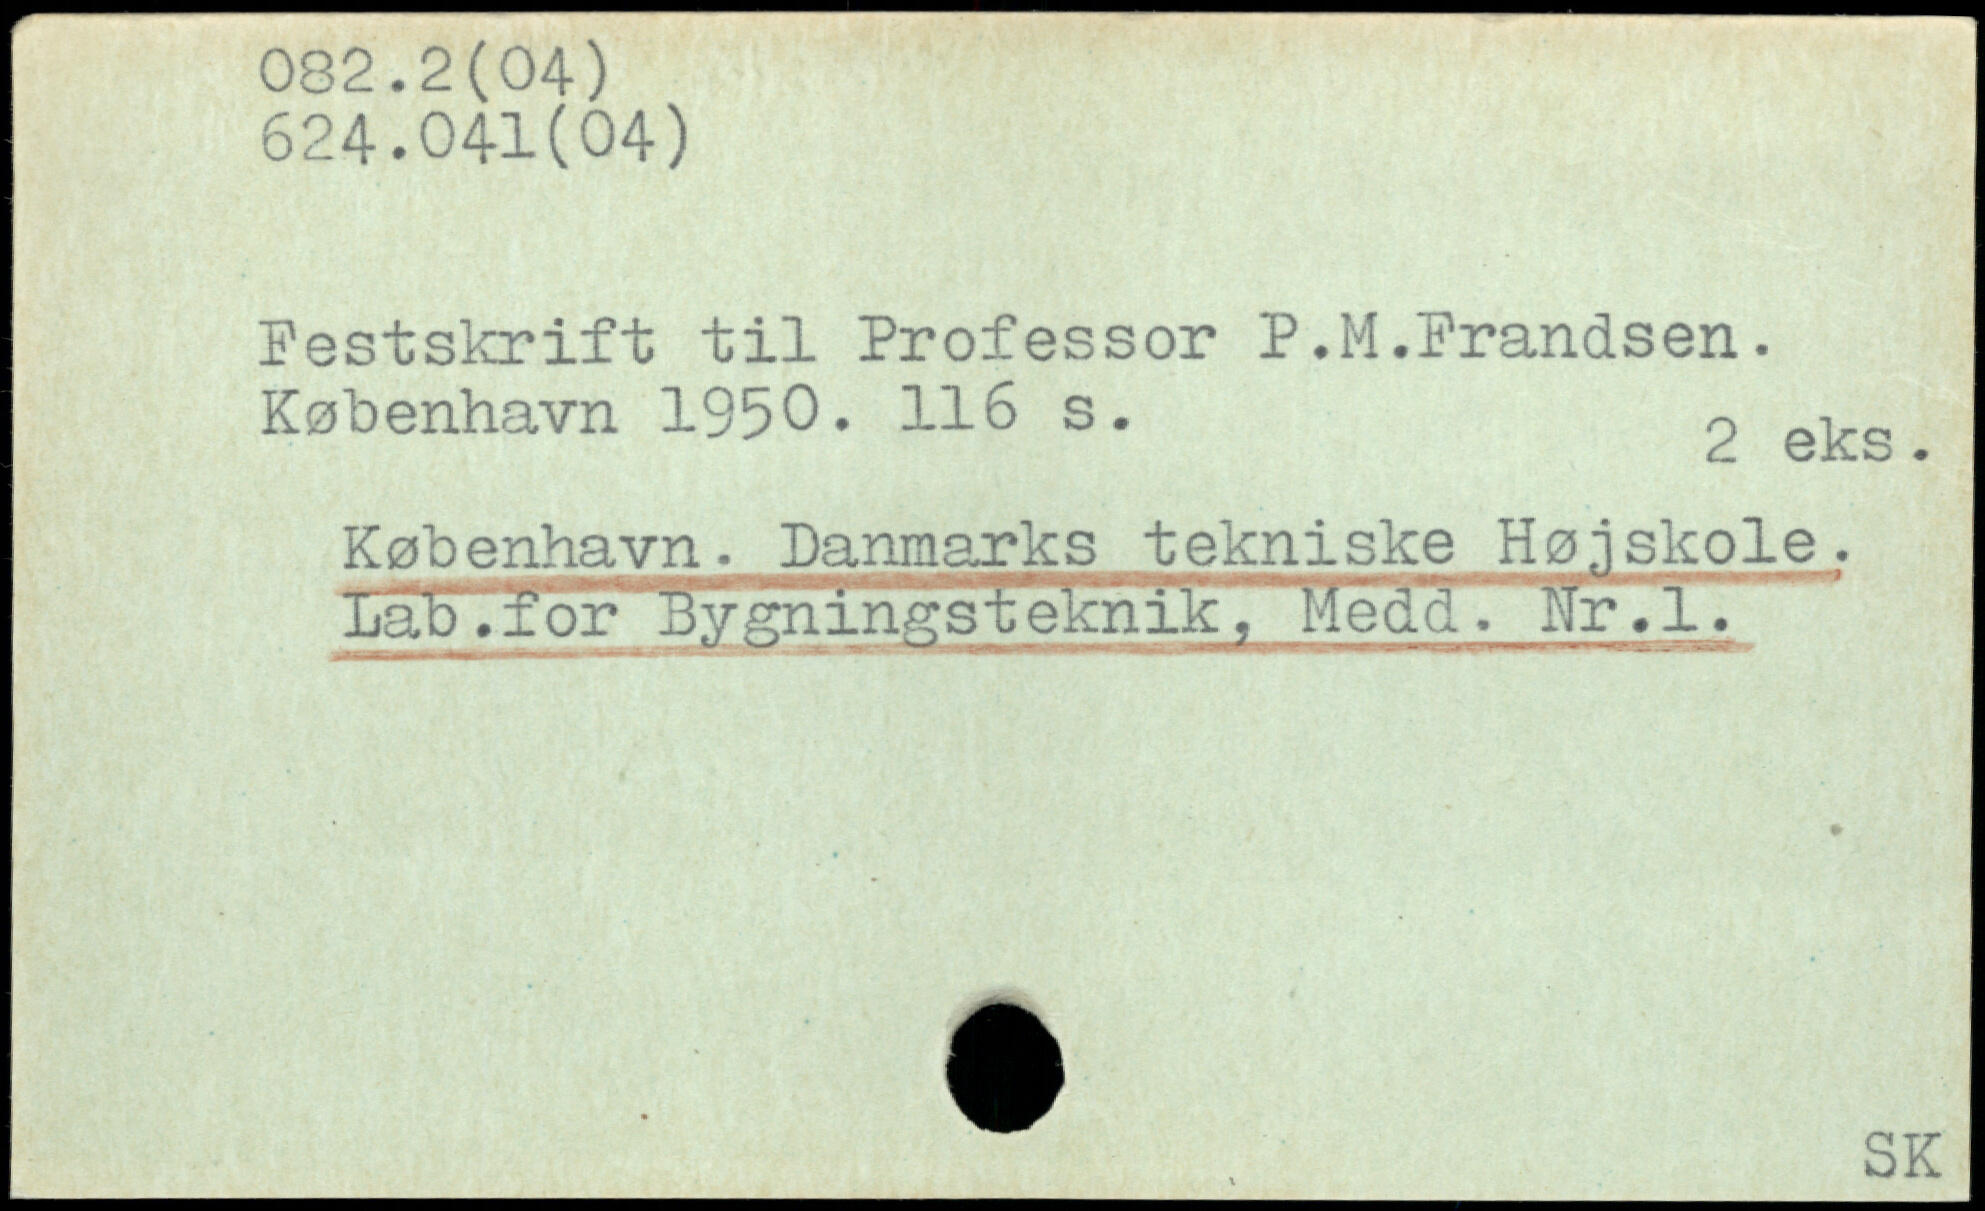 082.2(04)
624.041(04)
Festskrift til Professor P.M.Frandsen.
København 1950. 116 s.
2 eks.
København. Danmarks tekniske Højskole.
Lab.for Bygningsteknik, Medd. Nr.1.
SK